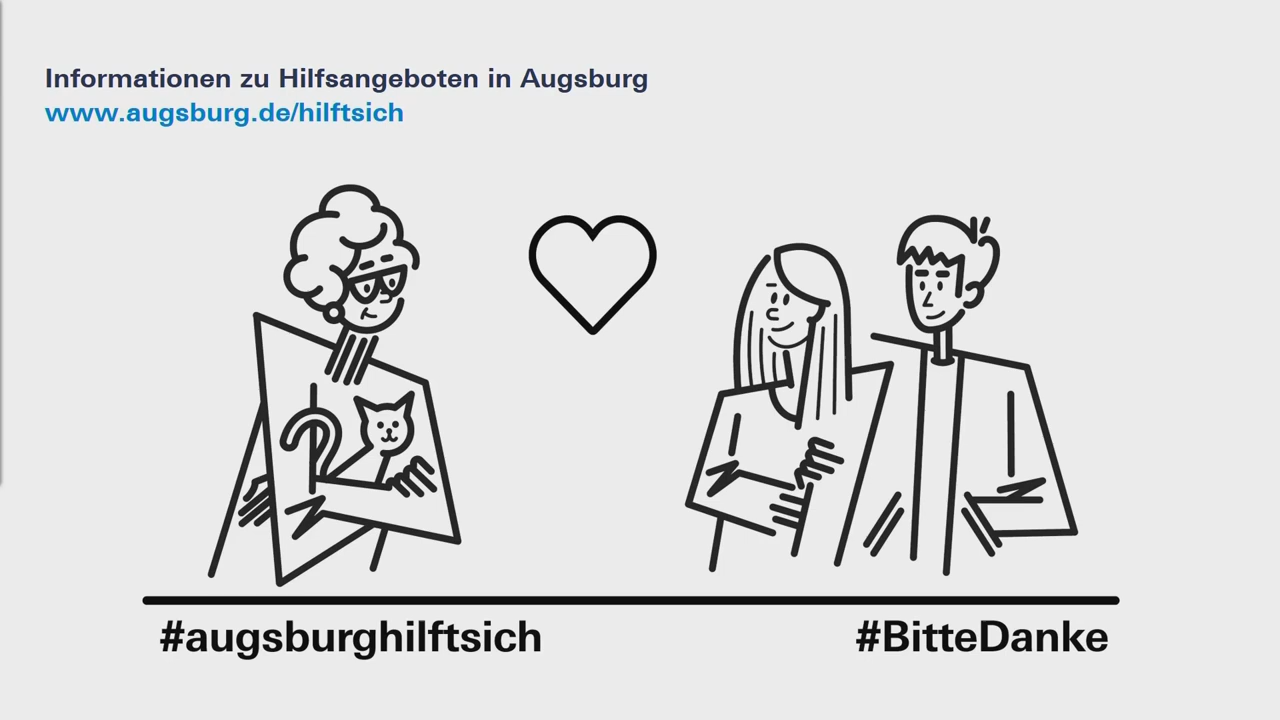 Informationen zu Hilfsangeboten in Augsburg
www.augsburg.de/hilftsich
#augsburghilftsich
#BitteDanke